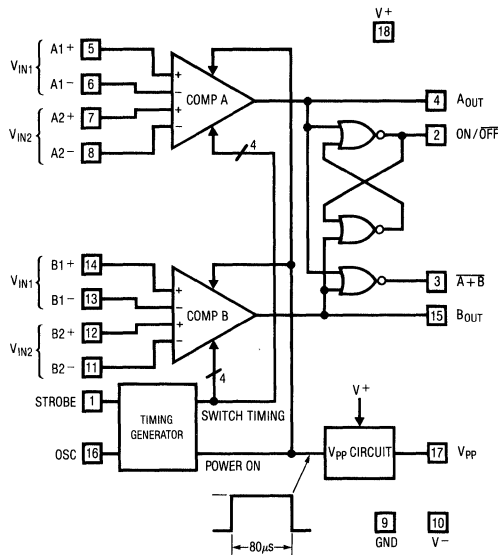 V+
18
VIN1
A1+ 5
A1− 6
VIN2
A2+ 7
A2− 8
+
−
+
−
COMP A
4
4 AOUT
2 ON/O̅F̅F̅
3 A̅+̅B̅
15 BOUT
VIN1
B1+ 14
B1− 13
VIN2
B2+ 12
B2− 11
+
−
+
−
COMP B
4
STROBE 1
OSC 16
TIMING
GENERATOR
SWITCH TIMING
POWER ON
V+
VPP CIRCUIT
17 VPP
80μs
9
GND
10
V−